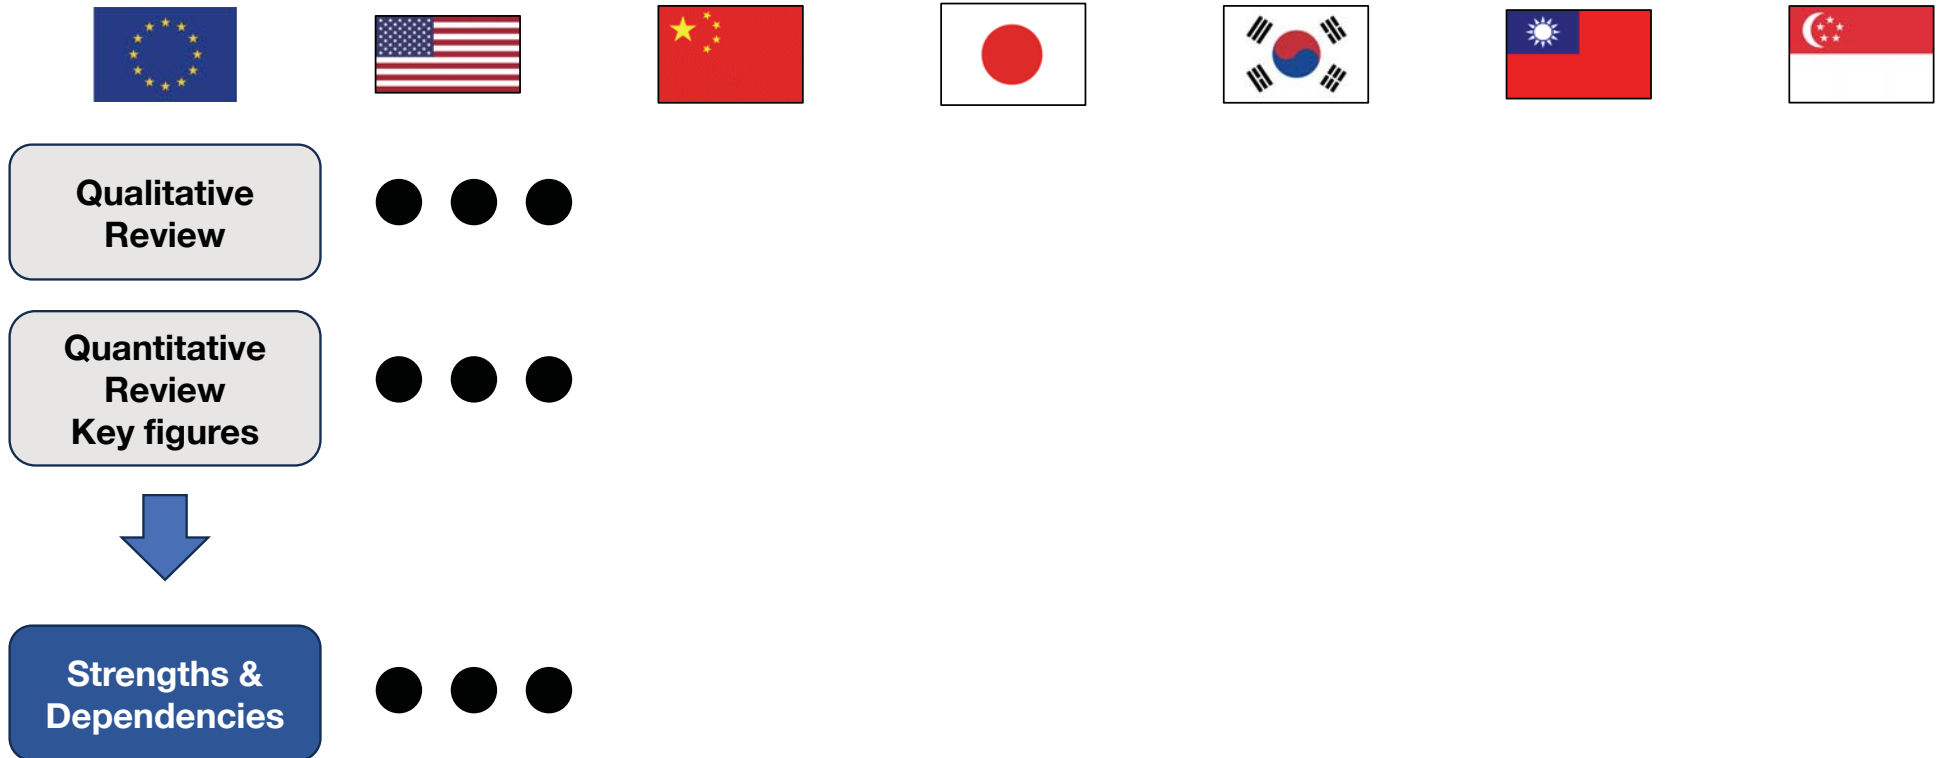 Qualitative
Review
Quantitative
Review
Key figures
Strengths &
Dependencies